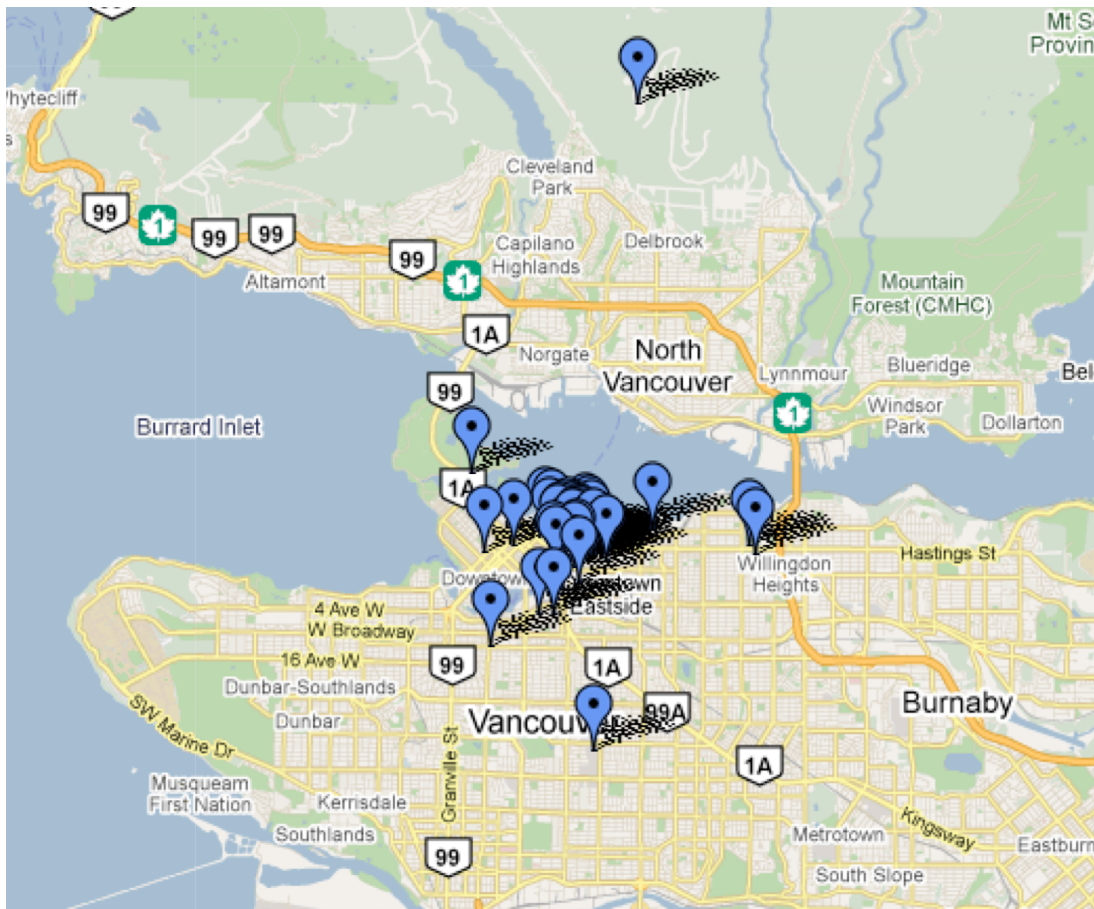 99
Mt S
Provin
Whytecliff
s
Cleveland
Park
99
1
99
99
99
Capilano
Highlands
Delbrook
Altamont
1
Mountain
Forest (CMHC)
1A
Norgate
North
Vancouver
Lynnmour
Blueridge
Bel
99
Windsor
Park
1
Dollarton
Burrard Inlet
1A
Hastings St
Willingdon
Heights
Downtown
Eastside
4 Ave W
W Broadway
16 Ave W
99
1A
Dunbar-Southlands
Dunbar
Vancouver
99A
Burnaby
SW Marine Dr
Granville St
1A
Musqueam
First Nation
Kerrisdale
Southlands
Metrotown
Kingsway
Eastburn
99
South Slope